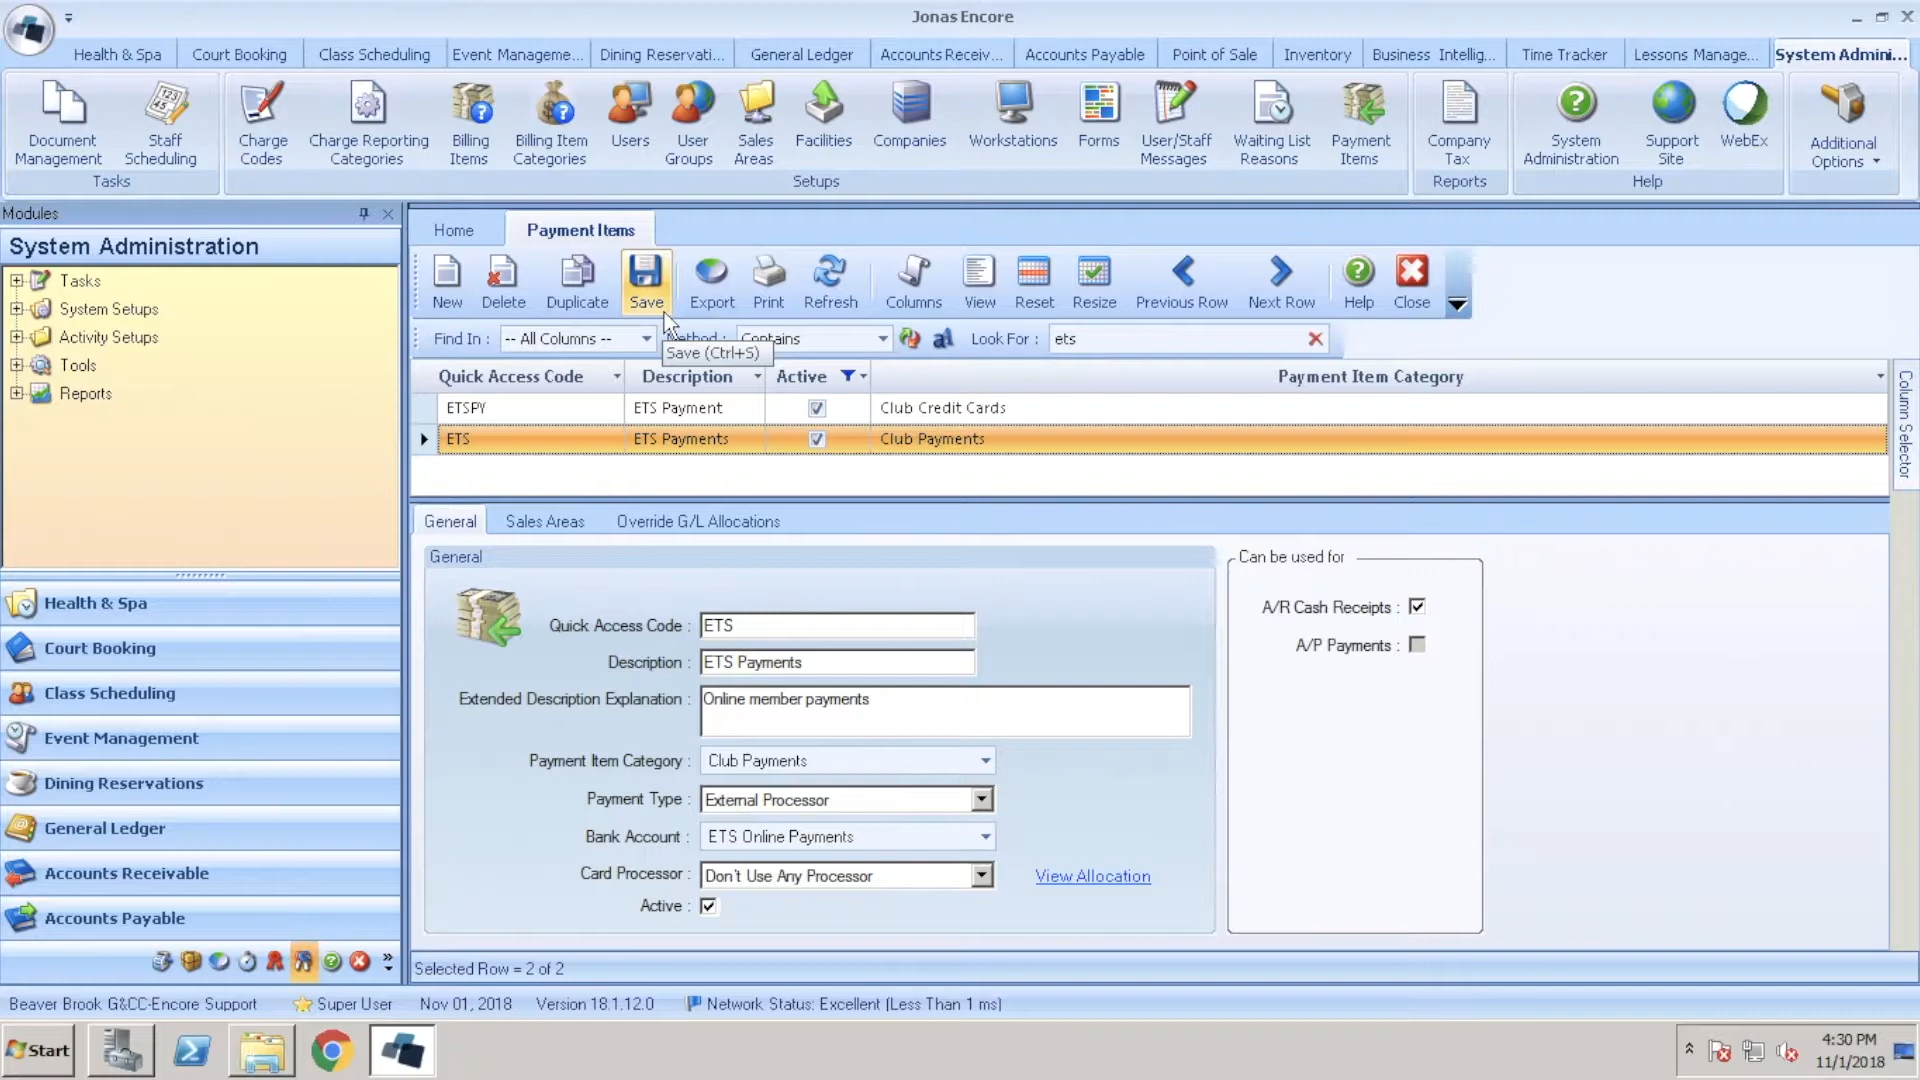 Jonas Encore
Health & Spa
Court Booking
Class Scheduling
Event Manageme...
Dining Reservati...
General Ledger
Accounts Receiv...
Accounts Payable
Point of Sale
Inventory
Business Intellig...
Time Tracker
Lessons Manage...
System Admini...
Document
Management
Staff
Scheduling
Charge
Codes
Charge Reporting
Categories
Billing
Items
Billing Item
Categories
Users
User
Groups
Sales
Areas
Facilities
Companies
Workstations
Forms
User/Staff
Messages
Waiting List
Reasons
Payment
Items
Company
Tax
System
Administration
Support
Site
WebEx
Additional
Options
Tasks
Setups
Reports
Help
Modules
System Administration
Tasks
System Setups
Activity Setups
Tools
Reports
Health & Spa
Court Booking
Class Scheduling
Event Management
Dining Reservations
General Ledger
Accounts Receivable
Accounts Payable
Home
Payment Items
New
Delete
Duplicate
Save
Export
Print
Refresh
Columns
View
Reset
Resize
Previous Row
Next Row
Help
Close
Find In : -- All Columns --
Contains
Look For : ets
Save (Ctrl+S)
Quick Access Code Description Active Payment Item Category
ETSPY ETS Payment Club Credit Cards
ETS ETS Payments Club Payments
Column Selector
General Sales Areas Override G/L Allocations
General
Quick Access Code : ETS
Description : ETS Payments
Extended Description Explanation : Online member payments
Payment Item Category : Club Payments
Payment Type : External Processor
Bank Account : ETS Online Payments
Card Processor : Don't Use Any Processor
View Allocation
Active :
Can be used for
A/R Cash Receipts :
A/P Payments :
Selected Row = 2 of 2
Beaver Brook G&CC-Encore Support Super User Nov 01, 2018 Version 18.1.12.0 Network Status: Excellent (Less Than 1 ms)
Start
4:30 PM
11/1/2018